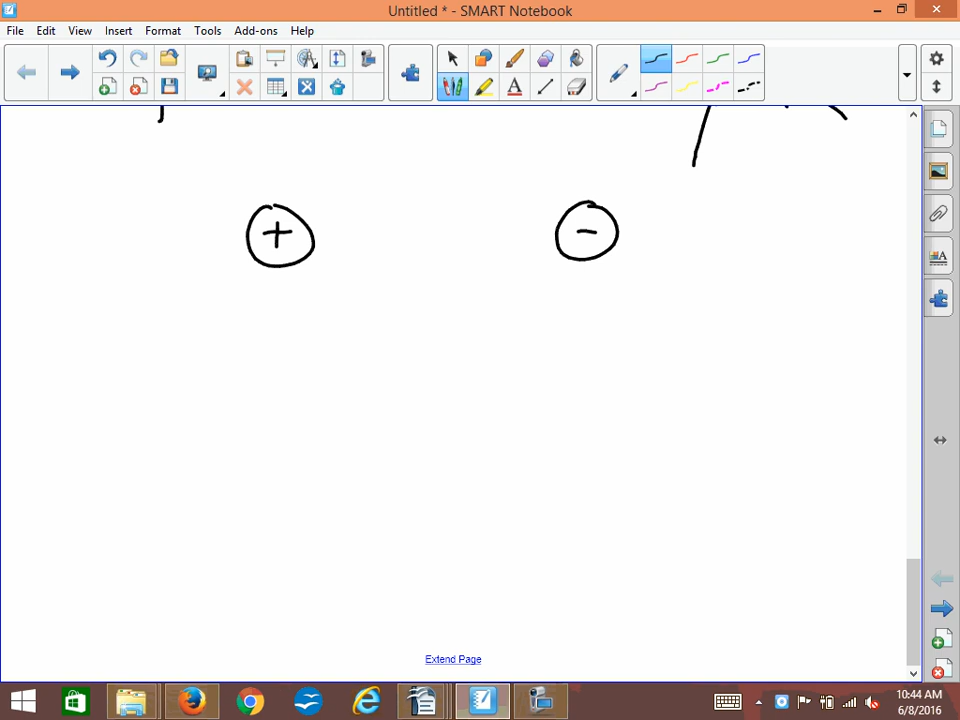 Untitled * - SMART Notebook
File Edit View Insert Format Tools Add-ons Help
+ -
Extend Page
10:44 AM
6/8/2016